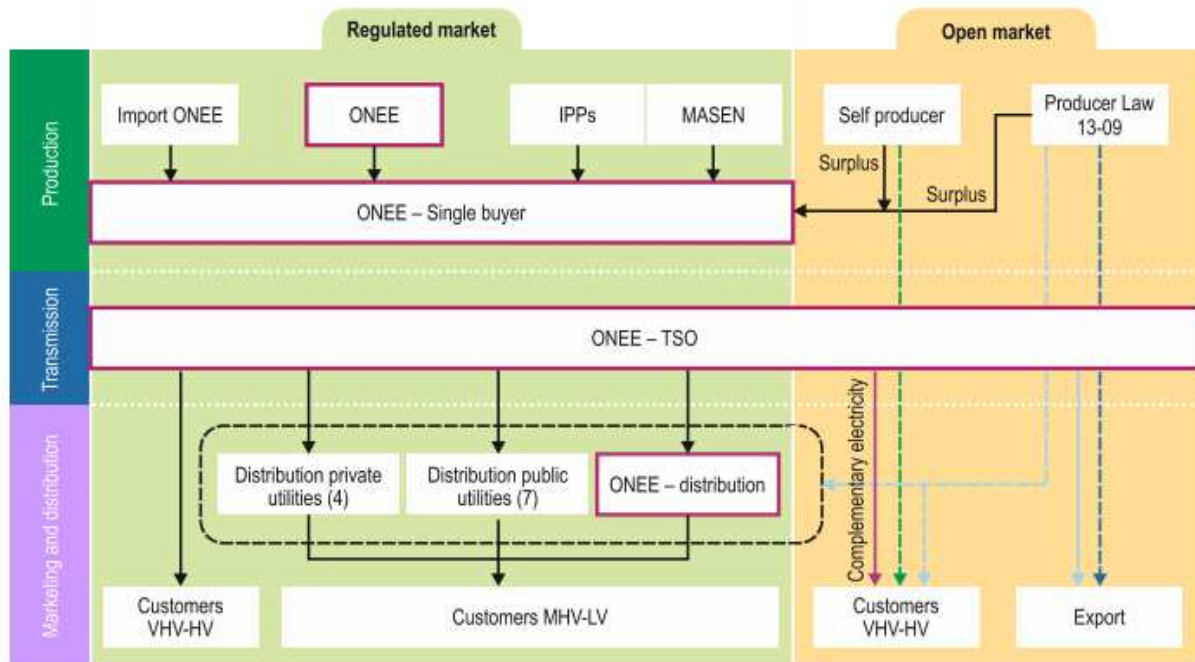 Regulated market
Open market
Production
Import ONEE
ONEE
IPPs
MASEN
Self producer
Producer Law
13-09
Surplus
Surplus
ONEE – Single buyer
Transmission
ONEE – TSO
Marketing and distribution
Distribution private
utilities (4)
Distribution public
utilities (7)
ONEE – distribution
Complementary electricity
Customers
VHV-HV
Customers MHV-LV
Customers
VHV-HV
Export